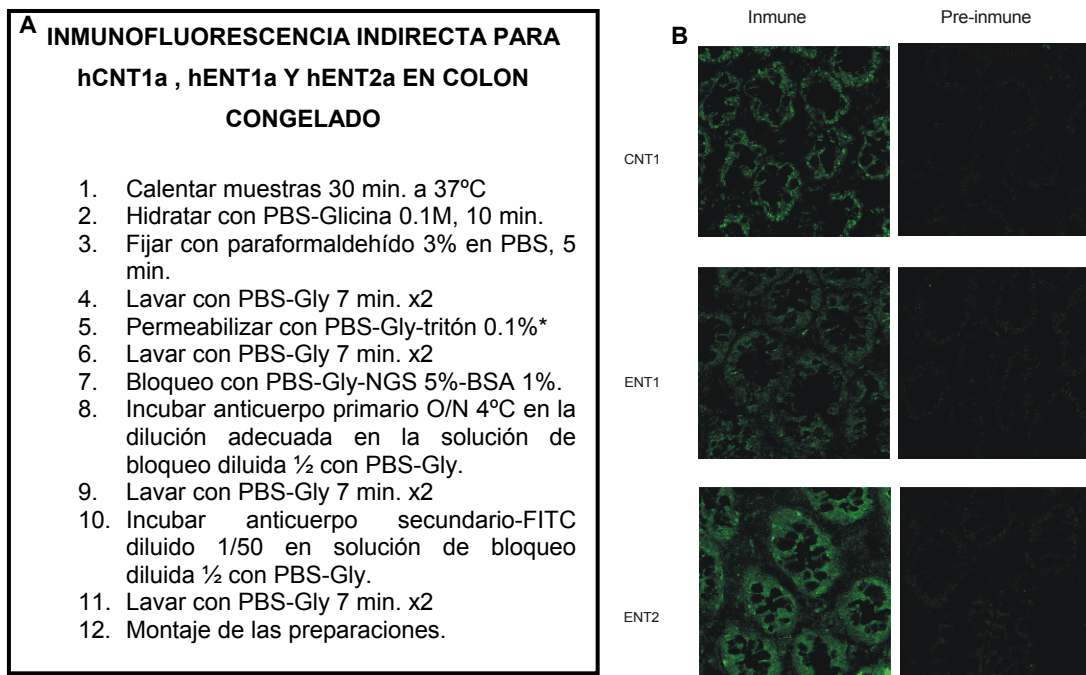 A
INMUNOFLUORESCENCIA INDIRECTA PARA
hCNT1a , hENT1a Y hENT2a EN COLON
CONGELADO
1. Calentar muestras 30 min. a 37ºC
2. Hidratar con PBS-Glicina 0.1M, 10 min.
3. Fijar con paraformaldehído 3% en PBS, 5
min.
4. Lavar con PBS-Gly 7 min. x2
5. Permeabilizar con PBS-Gly-tritón 0.1%*
6. Lavar con PBS-Gly 7 min. x2
7. Bloqueo con PBS-Gly-NGS 5%-BSA 1%.
8. Incubar anticuerpo primario O/N 4ºC en la
dilución adecuada en la solución de
bloqueo diluida ½ con PBS-Gly.
9. Lavar con PBS-Gly 7 min. x2
10. Incubar anticuerpo secundario-FITC
diluido 1/50 en solución de bloqueo
diluida ½ con PBS-Gly.
11. Lavar con PBS-Gly 7 min. x2
12. Montaje de las preparaciones.
B
Inmune Pre-inmune
CNT1
ENT1
ENT2